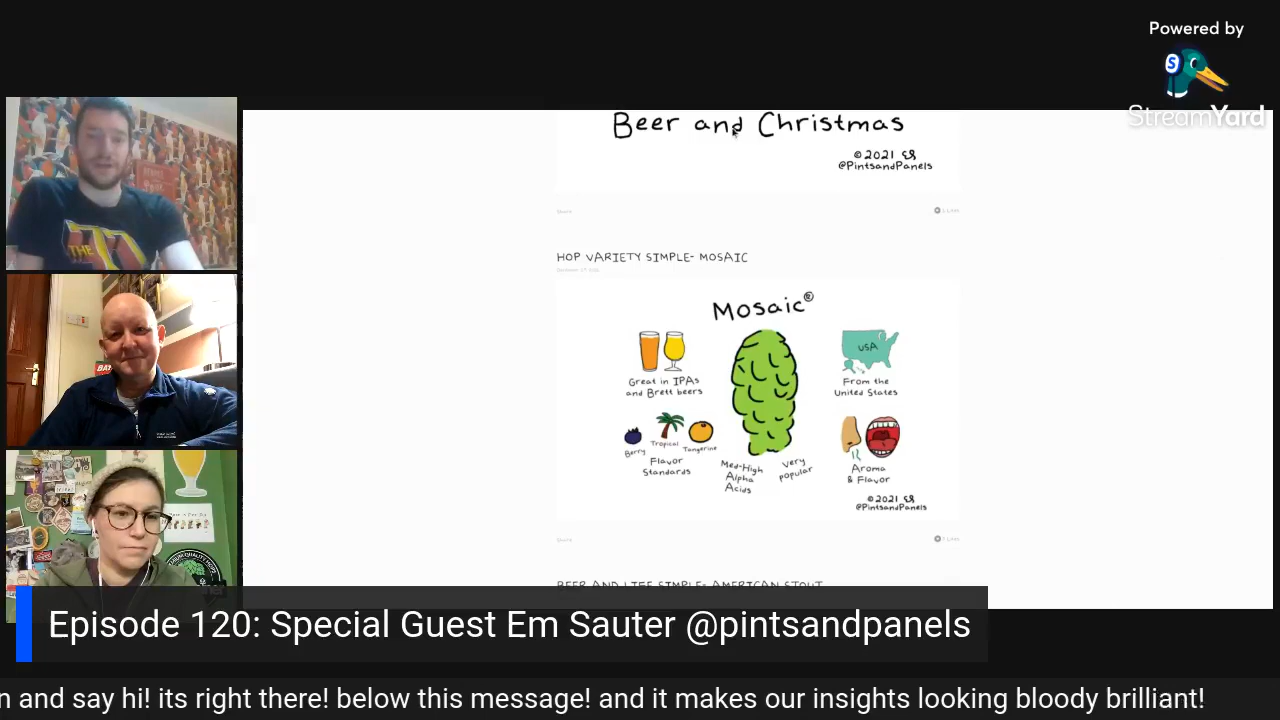 Powered by
StreamYard
Beer and Christmas
©2021 ES
@PintsandPanels
Share
HOP VARIETY SIMPLE- MOSAIC
Mosaic®
Great in IPAs
and Brett beers
USA
From the
United States
Berry
Tropical
Tangerine
Flavor
Standards
Med-High
Alpha
Acids
Very
popular
Aroma
& Flavor
©2021 ES
@PintsandPanels
Share
BEER AND LIFE SIMPLE- AMERICAN STOUT
Episode 120: Special Guest Em Sauter @pintsandpanels
n and say hi! its right there! below this message! and it makes our insights looking bloody brilliant!